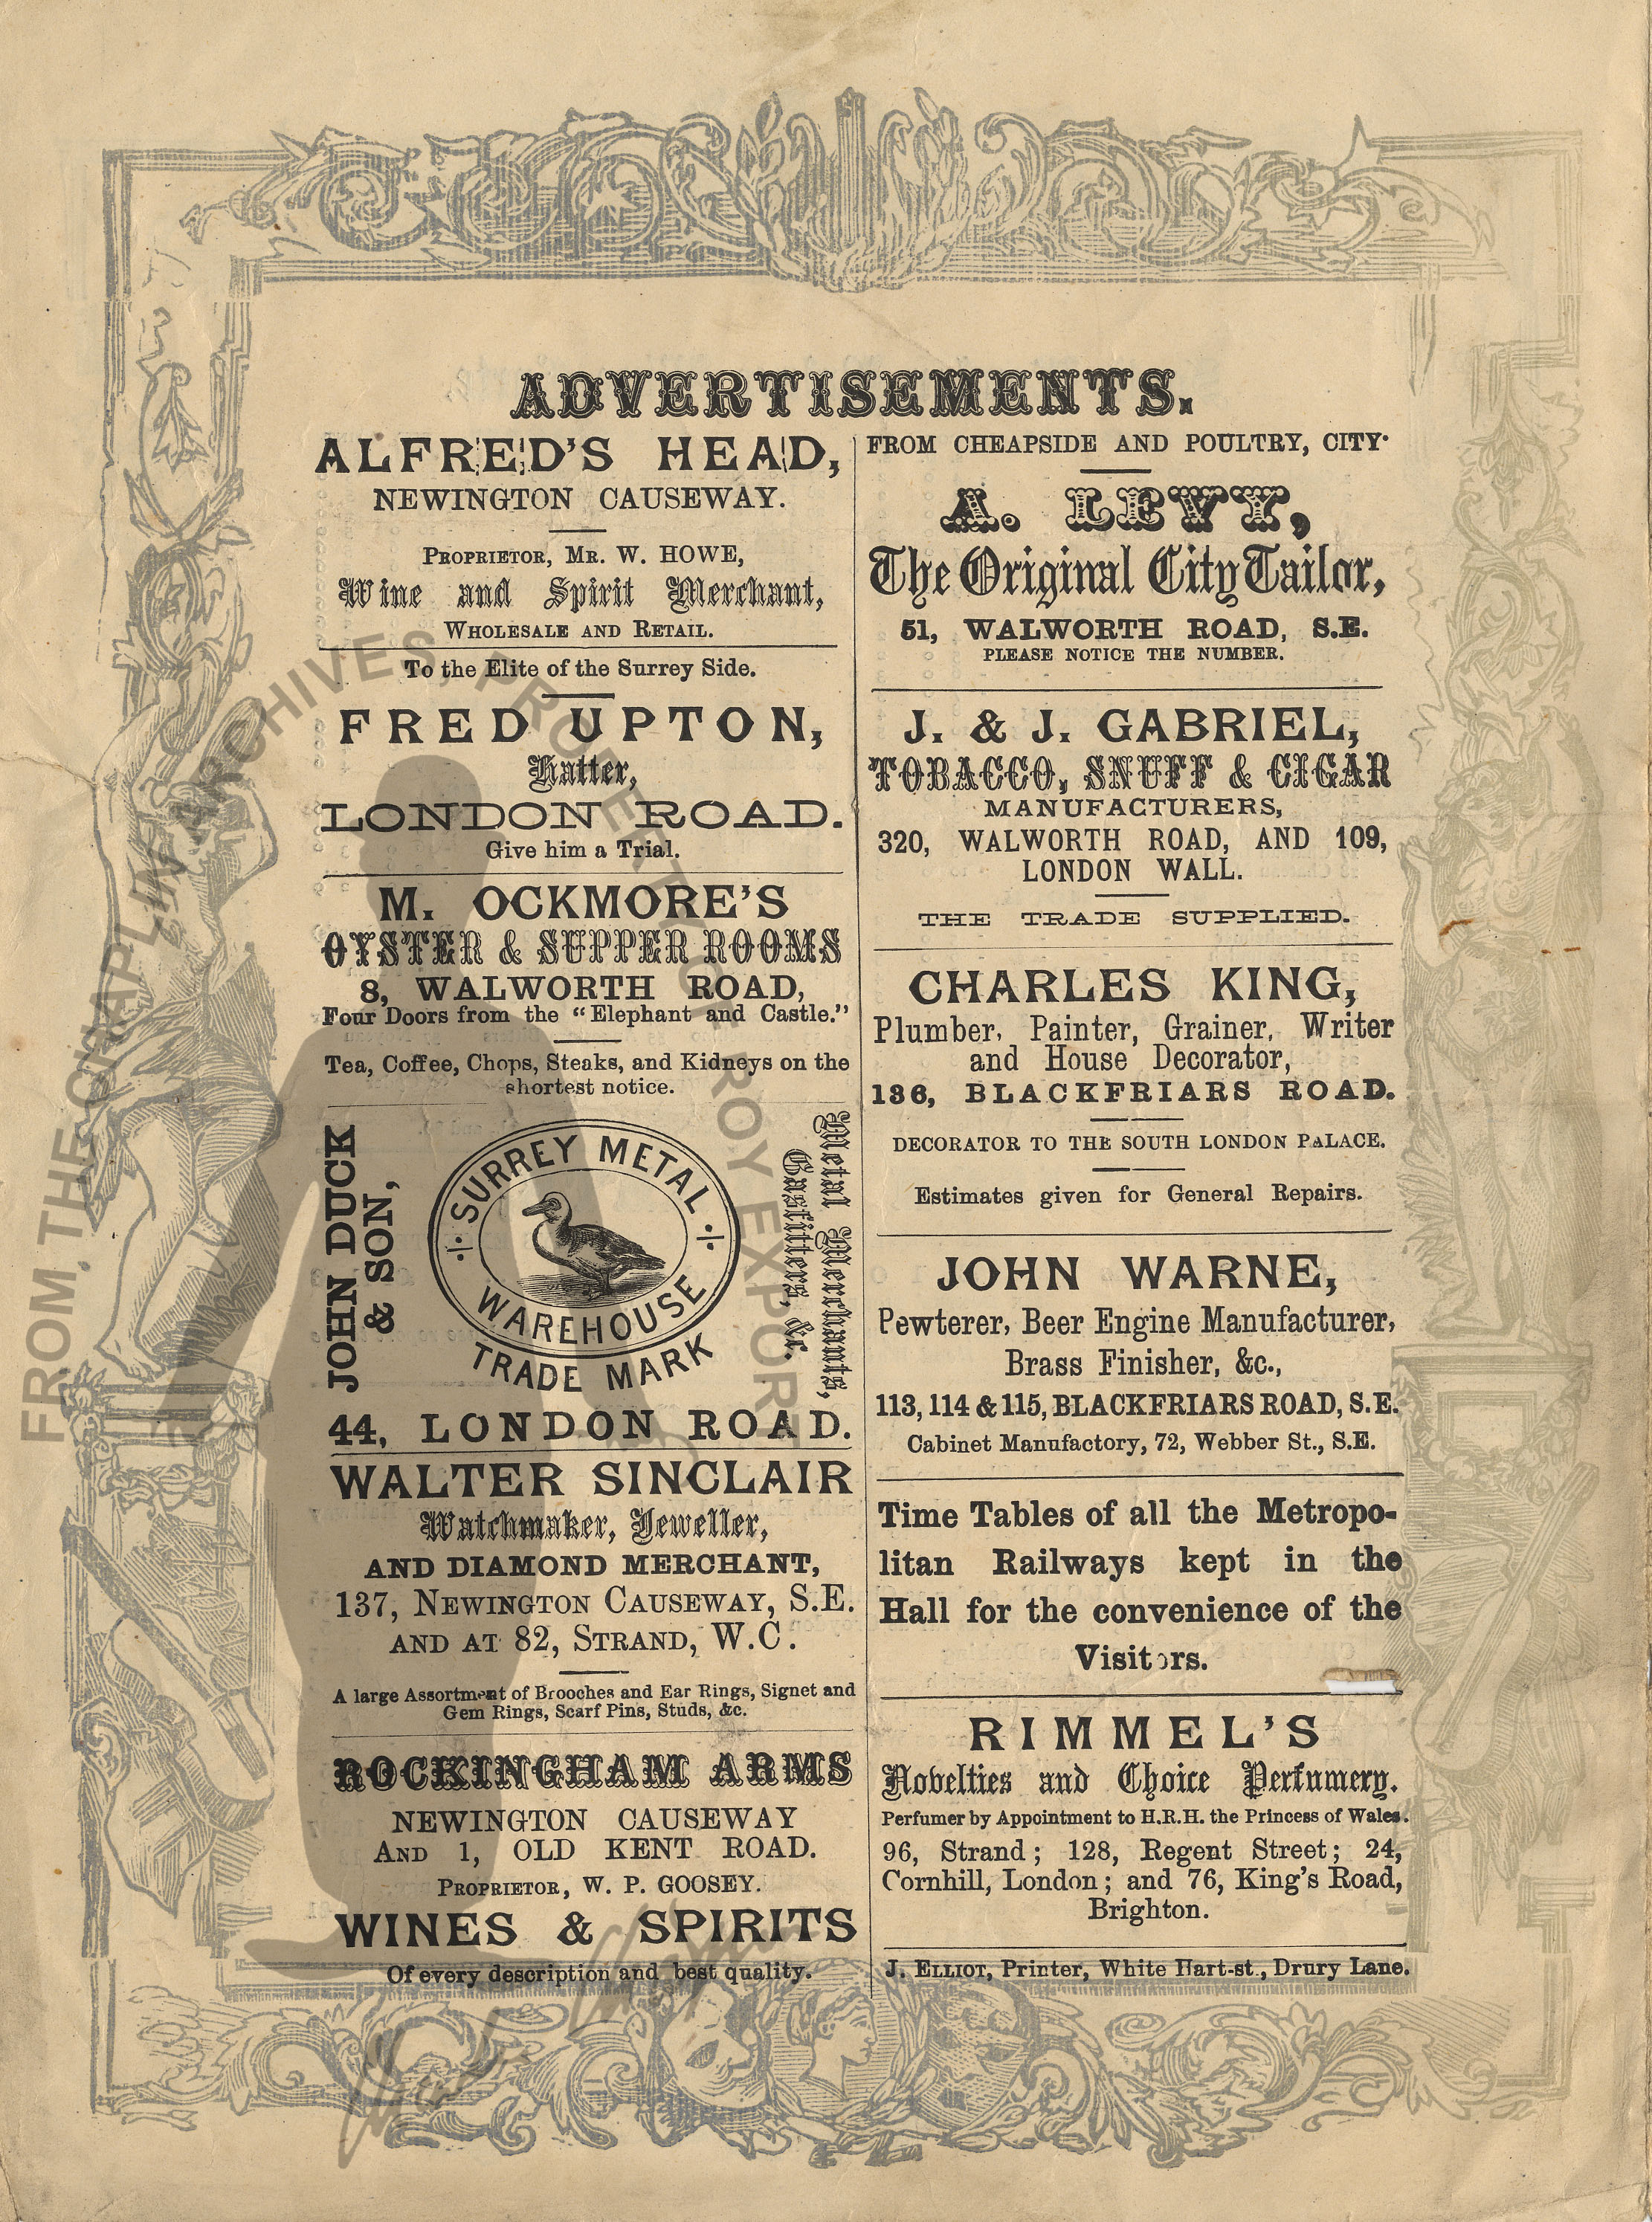 ADVERTISEMENTS.
ALFRED'S HEAD,
NEWINGTON CAUSEWAY.
PROPRIETOR, MR. W. HOWE,
Wine and Spirit Merchant,
WHOLESALE AND RETAIL.
To the Elite of the Surrey Side.
FRED UPTON,
Hatter,
LONDON ROAD.
Give him a Trial.
M. OCKMORE'S
OYSTER & SUPPER ROOMS
8, WALWORTH ROAD,
Four Doors from the "Elephant and Castle."
Tea, Coffee, Chops, Steaks, and Kidneys on the
shortest notice.
JOHN DUCK
& SON,
SURREY METAL
WAREHOUSE
TRADE MARK
Metal Merchants,
Gasfitters, &c.
44, LONDON ROAD.
WALTER SINCLAIR
Watchmaker, Jeweller,
AND DIAMOND MERCHANT,
137, NEWINGTON CAUSEWAY, S.E.
AND AT 82, STRAND, W.C.
A large Assortment of Brooches and Ear Rings, Signet and
Gem Rings, Scarf Pins, Studs, &c.
ROCKINGHAM ARMS
NEWINGTON CAUSEWAY
AND 1, OLD KENT ROAD.
PROPRIETOR, W. P. GOOSEY.
WINES & SPIRITS
Of every description and best quality.
FROM CHEAPSIDE AND POULTRY, CITY.
A. LEVY,
The Original City Tailor,
51, WALWORTH ROAD, S.E.
PLEASE NOTICE THE NUMBER.
J. & J. GABRIEL,
TOBACCO, SNUFF & CIGAR
MANUFACTURERS,
320, WALWORTH ROAD, AND 109,
LONDON WALL.
THE TRADE SUPPLIED.
CHARLES KING,
Plumber, Painter, Grainer, Writer
and House Decorator,
136, BLACKFRIARS ROAD.
DECORATOR TO THE SOUTH LONDON PALACE.
Estimates given for General Repairs.
JOHN WARNE,
Pewterer, Beer Engine Manufacturer,
Brass Finisher, &c.,
113, 114 & 115, BLACKFRIARS ROAD, S.E.
Cabinet Manufactory, 72, Webber St., S.E.
Time Tables of all the Metropo-
litan Railways kept in the
Hall for the convenience of the
Visitors.
RIMMEL'S
Novelties and Choice Perfumery.
Perfumer by Appointment to H.R.H. the Princess of Wales.
96, Strand; 128, Regent Street; 24,
Cornhill, London; and 76, King's Road,
Brighton.
J. ELLIOT, Printer, White Hart-st., Drury Lane.
FROM THE CHAPLIN ARCHIVES, PROPERTY OF ROY EXPORT